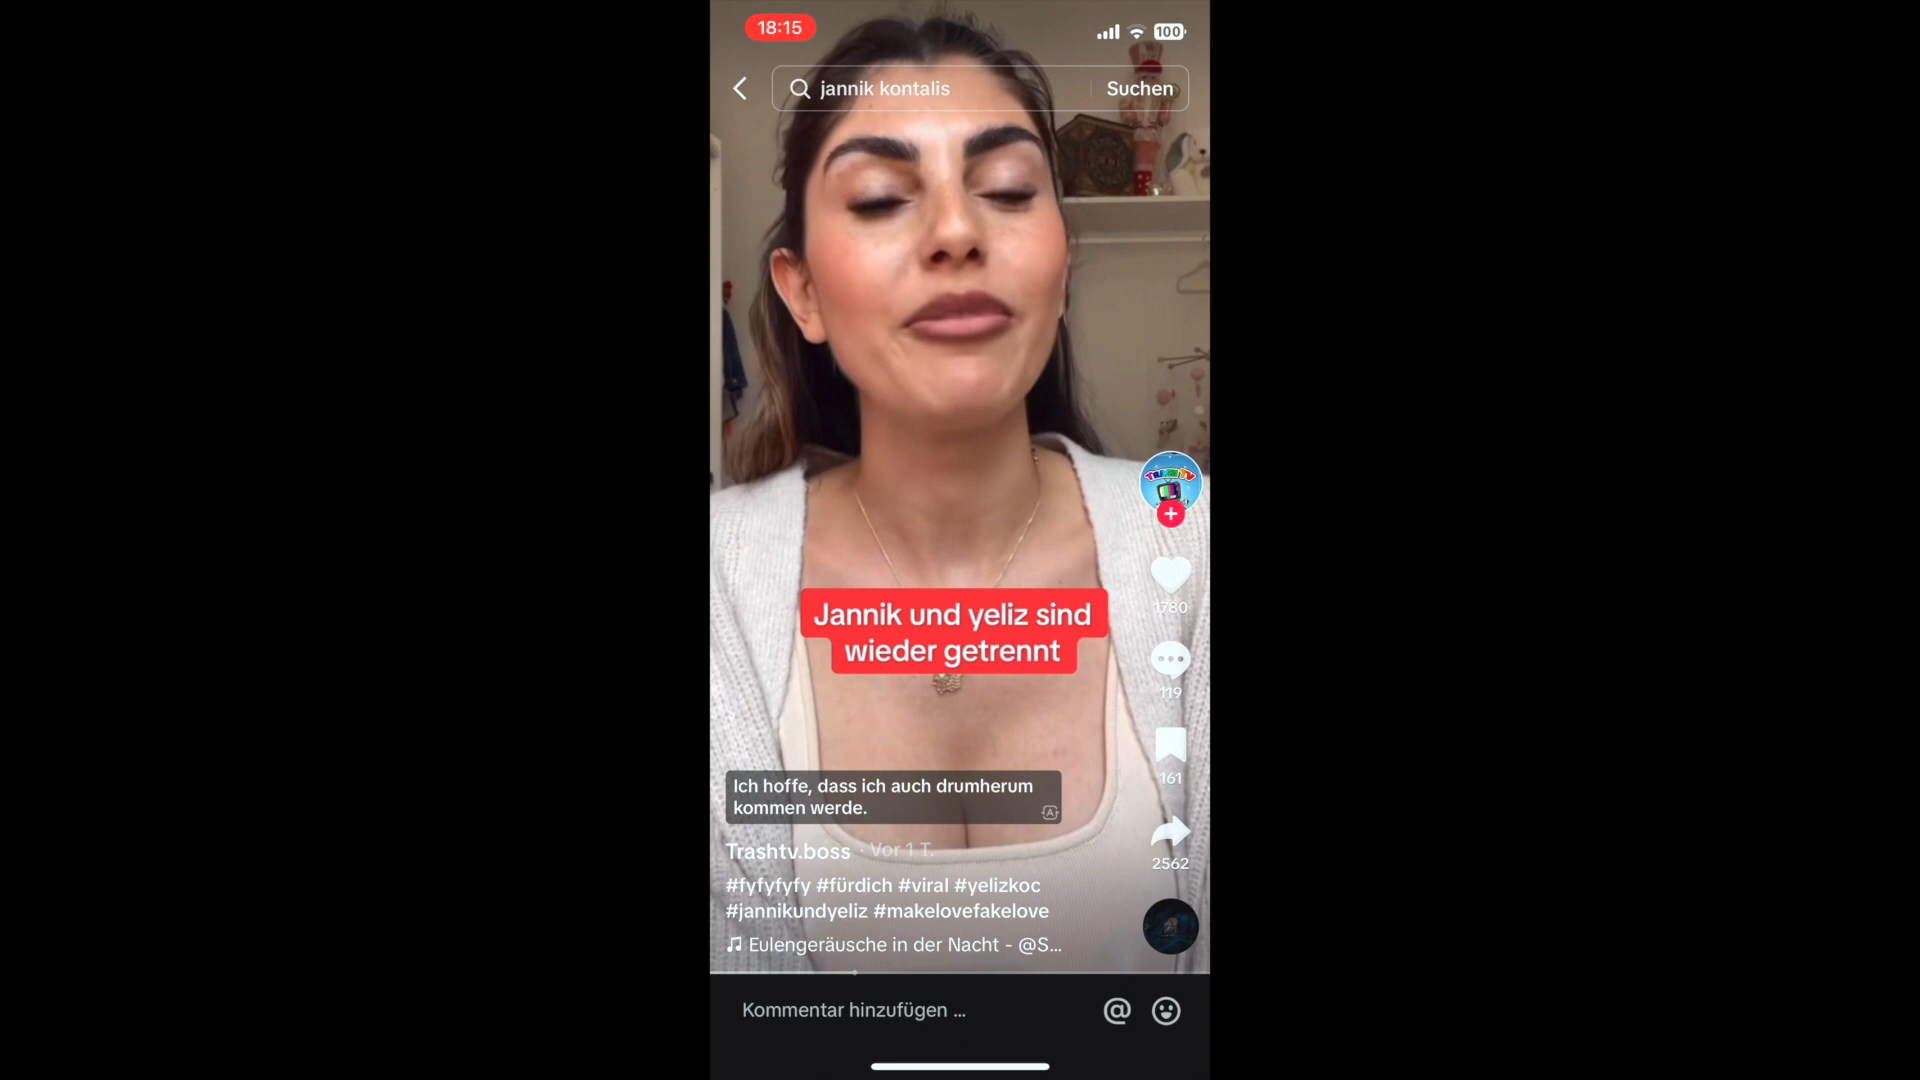 18:15
100
jannik kontalis
Suchen
TRASH TV
Jannik und yeliz sind
wieder getrennt
1780
119
161
2562
Ich hoffe, dass ich auch drumherum
kommen werde.
A
Trashtv.boss · Vor 1 T.
#fyfyfyfy #fürdich #viral #yelizkoc
#jannikundyeliz #makelovefakelove
Eulengeräusche in der Nacht - @S...
Kommentar hinzufügen ...
@